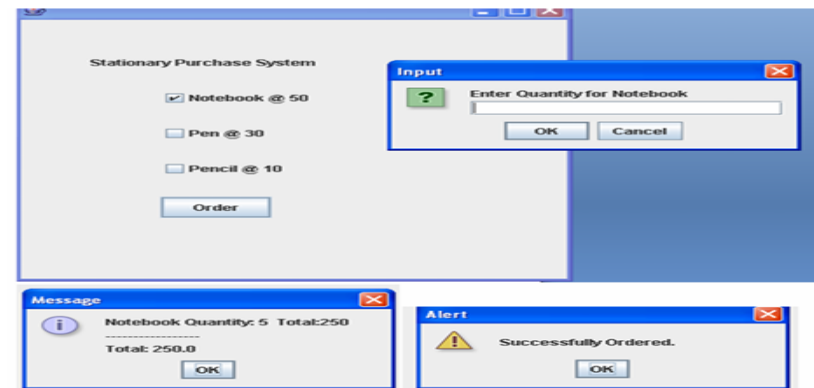 Stationary Purchase System
Notebook @ 50
Pen @ 30
Pencil @ 10
Order
Input
Enter Quantity for Notebook
OK Cancel
Message
Notebook Quantity: 5 Total:250
-----------------
Total: 250.0
OK
Alert
Successfully Ordered.
OK